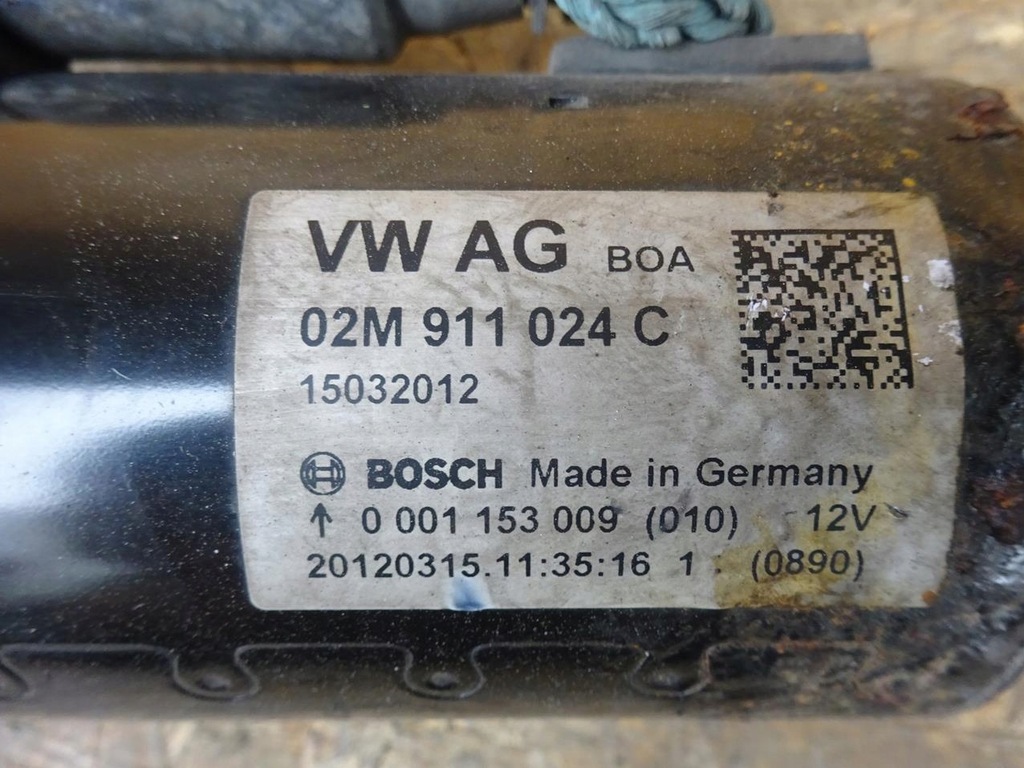 VW AG BOA
02M 911 024 C
15032012
BOSCH Made in Germany
↑ 0 001 153 009 (010) 12V
20120315.11:35:16 1 (0890)